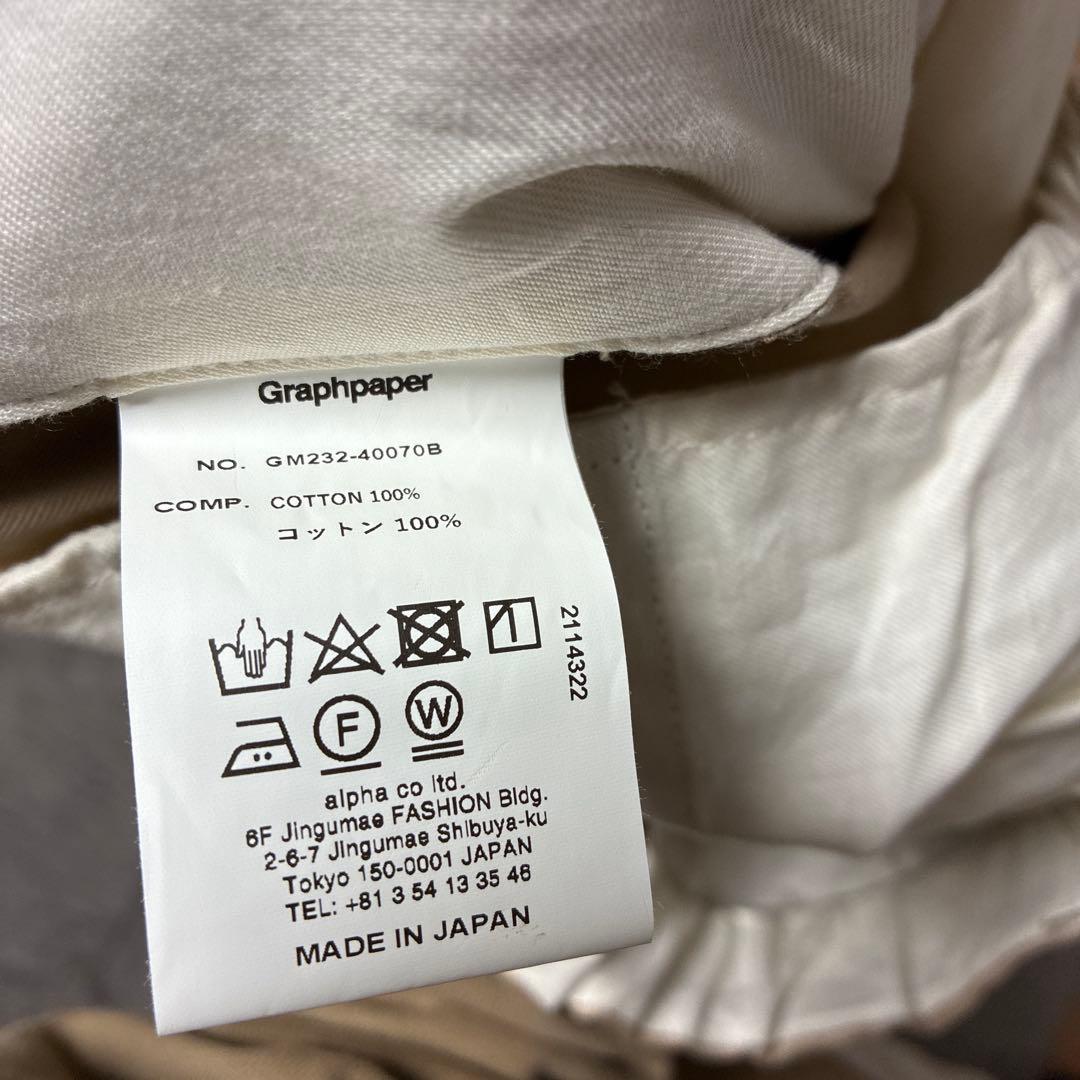 Graphpaper
NO. GM232-40070B
COMP. COTTON 100%
コットン 100%
2114322
F
W
alpha co ltd.
6F Jingumae FASHION Bldg.
2-6-7 Jingumae Shibuya-ku
Tokyo 150-0001 JAPAN
TEL: +81 3 54 13 35 46
MADE IN JAPAN